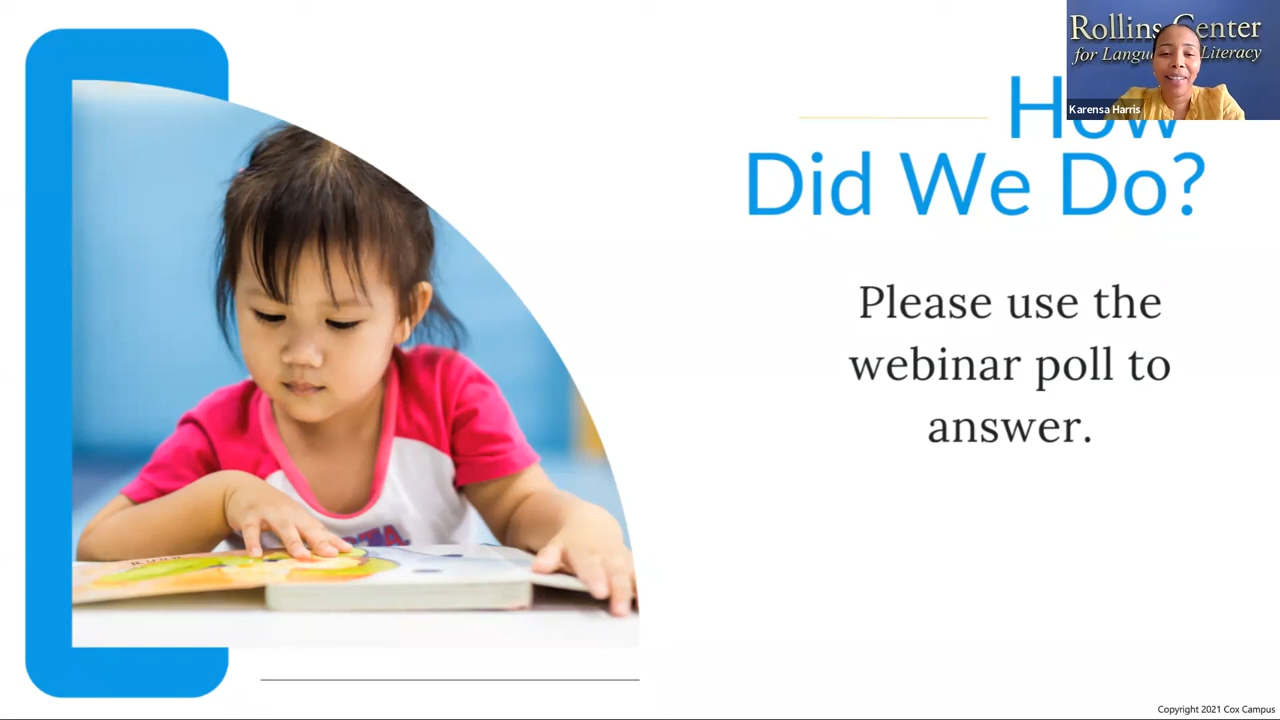 Rollins Center
for Language Literacy
Karensa Harris
How
Did We Do?
Please use the
webinar poll to
answer.
Copyright 2021 Cox Campus